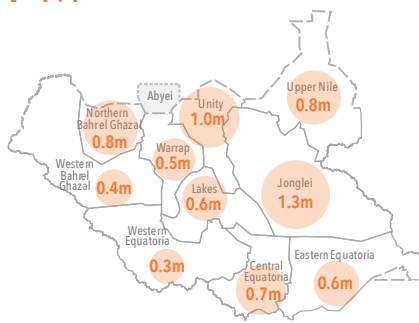 Abyei
Upper Nile
0.8m
Unity
1.0m
Northern
Bahrel Ghazal
0.8m
Warrap
0.5m
Western
Bahrel
Ghazal
0.4m
Lakes
0.6m
Jonglei
1.3m
Western
Equatoria
0.3m
Central
Equatoria
0.7m
Eastern Equatoria
0.6m